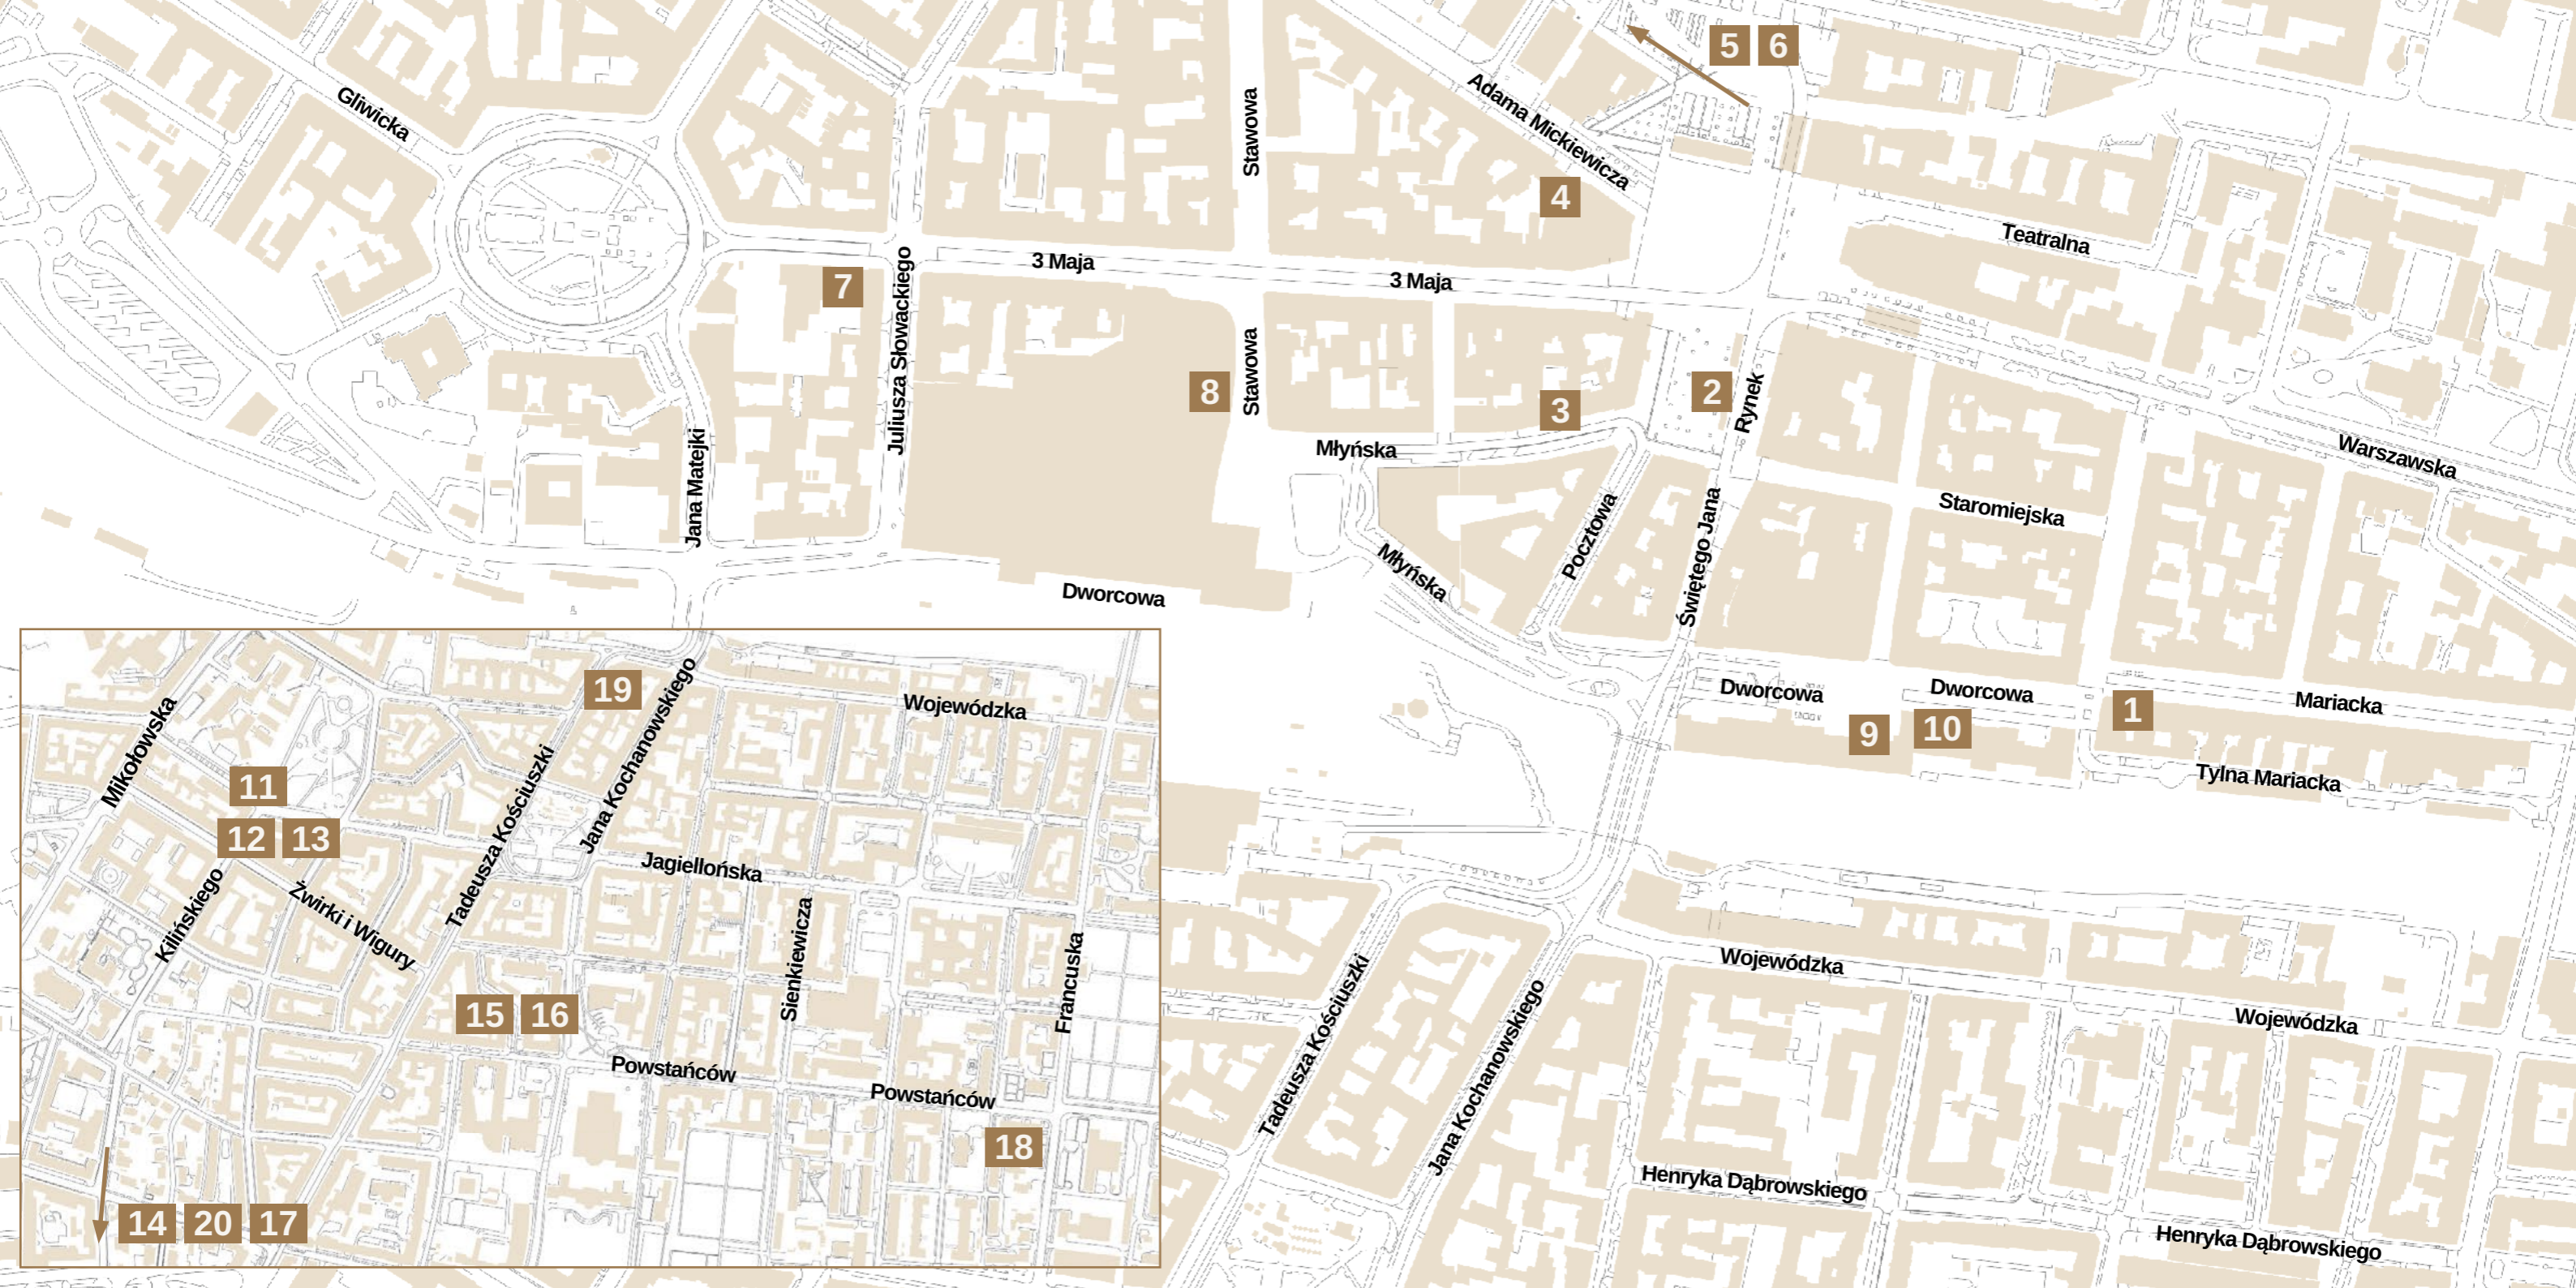 5 6
Gliwicka
Adama Mickiewicza
Stawowa
4
Teatralna
7
Juliusza Słowackiego
3 Maja
3 Maja
8
Stawowa
3
2
Rynek
Młyńska
Warszawska
Jana Matejki
Staromiejska
Pocztowa
Świętego Jana
Młyńska
Dworcowa
Dworcowa
Dworcowa
9
10
1
Mariacka
Tylna Mariacka
19
Wojewódzka
Mikołowska
Tadeusza Kościuszki
Jana Kochanowskiego
11
12 13
Jagiellońska
Kilińskiego
Żwirki i Wigury
Sienkiewicza
Francuska
15 16
Powstańców
Powstańców
18
14 20 17
Wojewódzka
Wojewódzka
Tadeusza Kościuszki
Jana Kochanowskiego
Henryka Dąbrowskiego
Henryka Dąbrowskiego